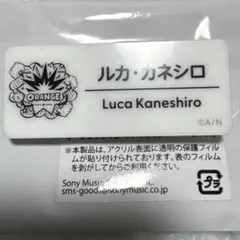 ORANGE
ルカ・カネシロ
Luca Kaneshiro
©A/N
※本製品は、アクリル表面に透明の保護フィル
ムが貼り付けられております。表のフィルム
を剥がしてからご使用ください。
Sony Music
sms-goods@sonymusic.co.jp
プラ